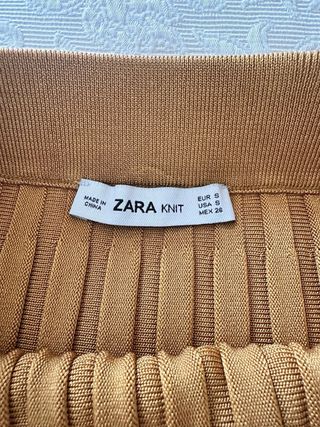 MADE IN
CHINA
ZARA KNIT
EUR S
USA S
MEX 26